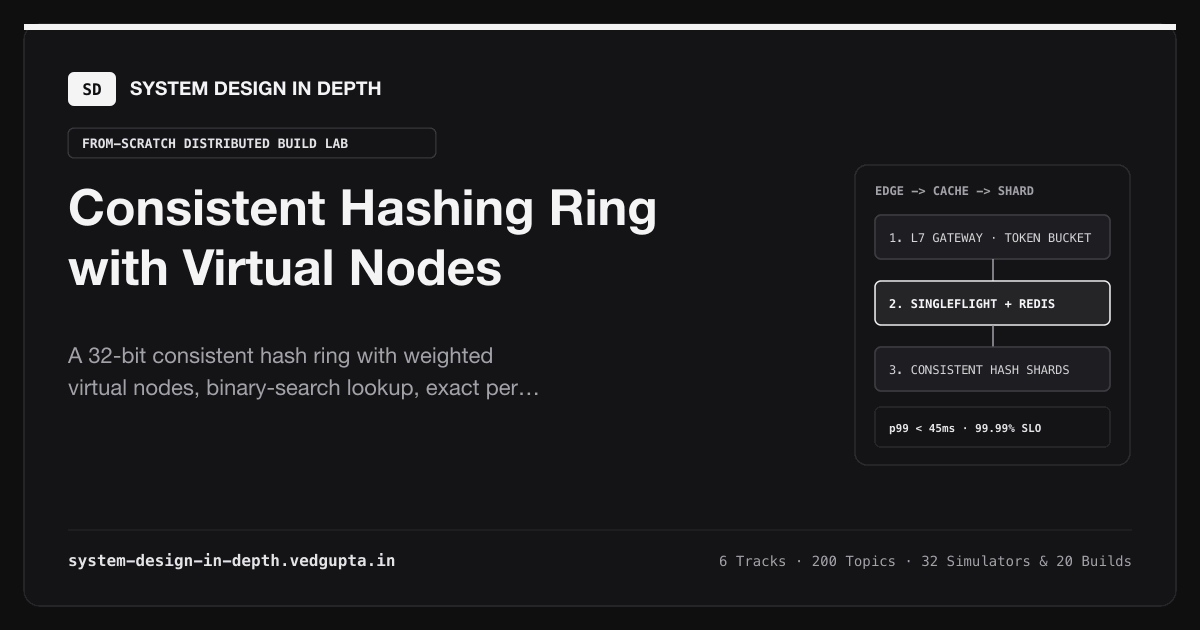 SD SYSTEM DESIGN IN DEPTH
FROM–SCRATCH DISTRIBUTED BUILD LAB
Consistent Hashing Ring
with Virtual Nodes
A 32-bit consistent hash ring with weighted
virtual nodes, binary-search lookup, exact per…
EDGE –> CACHE –> SHARD
1. L7 GATEWAY · TOKEN BUCKET
2. SINGLEFLIGHT + REDIS
3. CONSISTENT HASH SHARDS
p99 < 45ms · 99.99% SLO
system–design–in–depth.vedgupta.in
6 Tracks · 200 Topics · 32 Simulators & 20 Builds